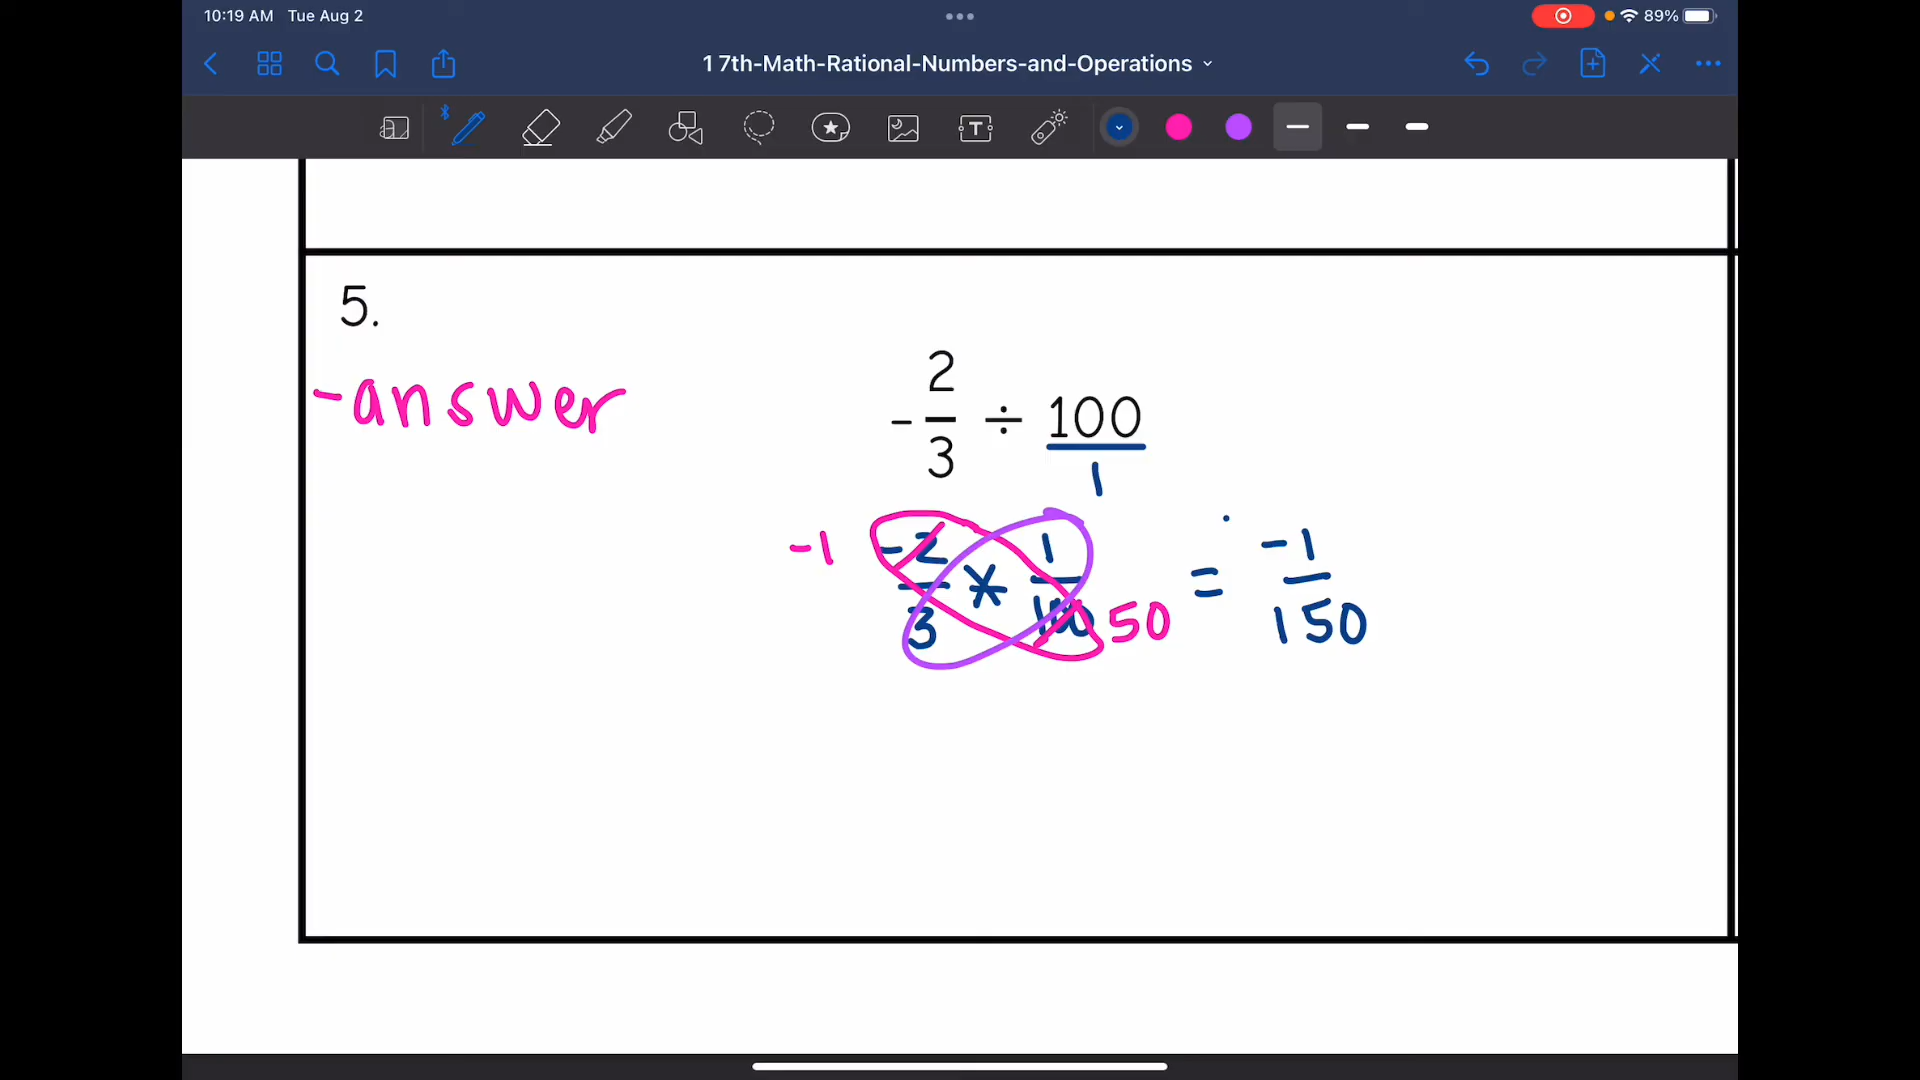 10:19 AM Tue Aug 2
89%
1 7th-Math-Rational-Numbers-and-Operations
5.
-answer
- 2/3 ÷ 100/1
-1 -2/3 * 1/100 50 = -1/150